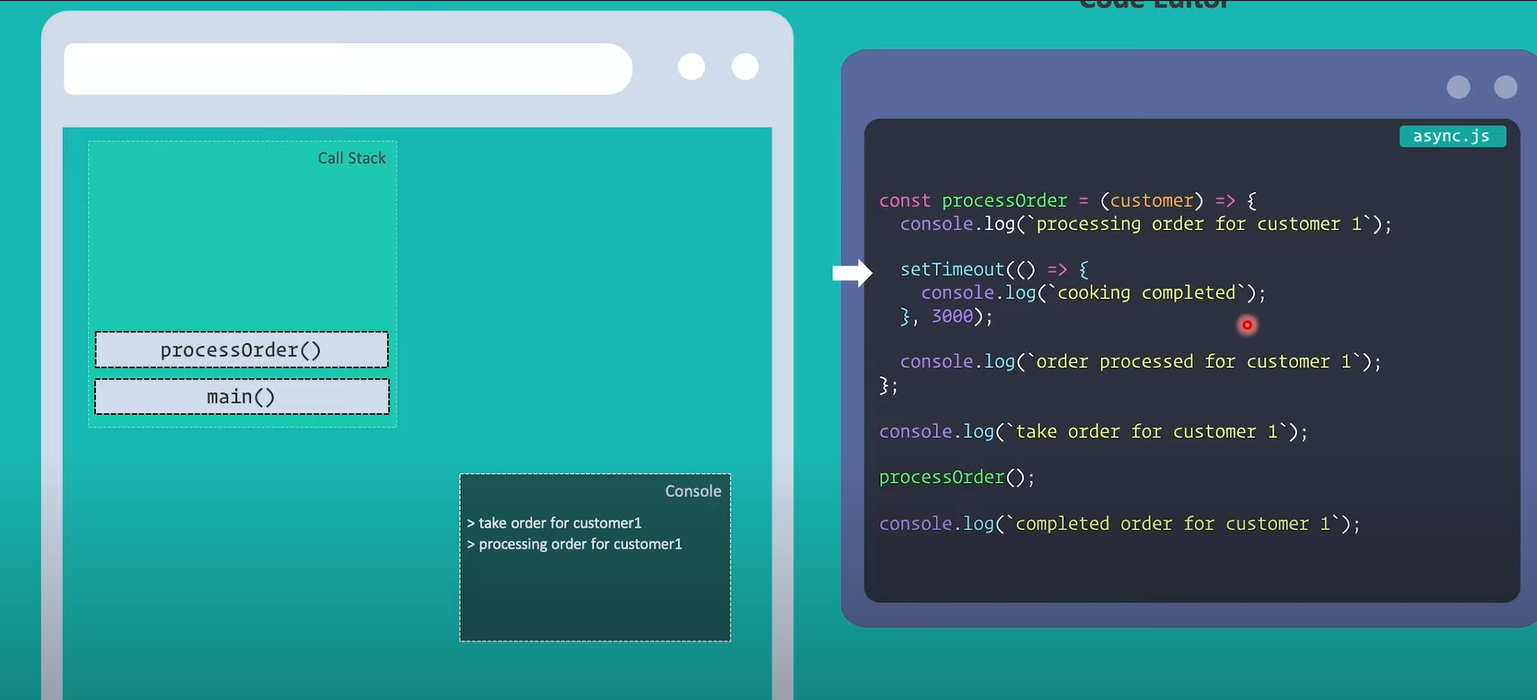 Code Editor
Call Stack
processOrder()
main()
Console
> take order for customer1
> processing order for customer1
async.js
const processOrder = (customer) => {
  console.log(`processing order for customer 1`);
  setTimeout(() => {
    console.log(`cooking completed`);
  }, 3000);
  console.log(`order processed for customer 1`);
};
console.log(`take order for customer 1`);
processOrder();
console.log(`completed order for customer 1`);